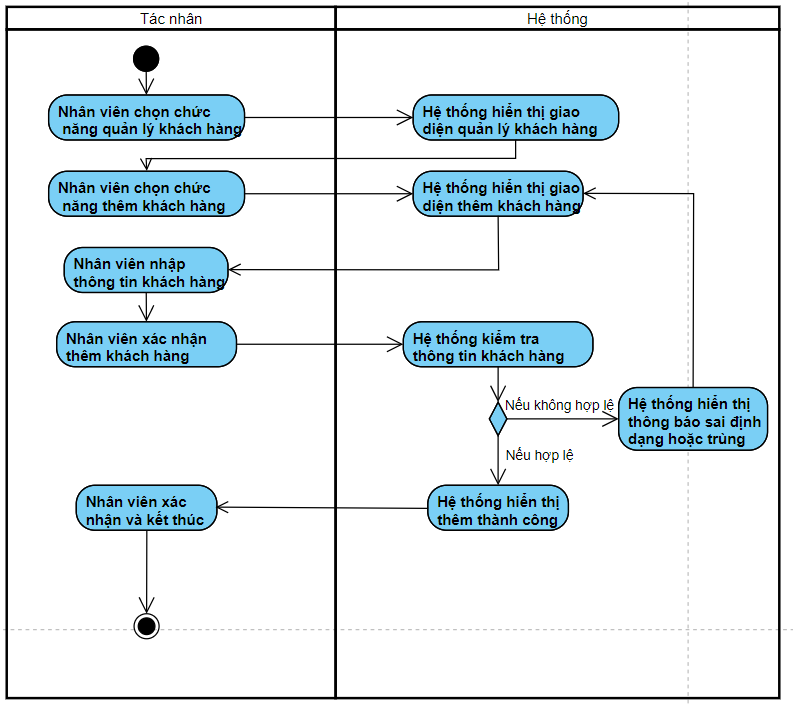 Tác nhân
Hệ thống
Nhân viên chọn chức
năng quản lý khách hàng
Hệ thống hiển thị giao
diện quản lý khách hàng
Nhân viên chọn chức
năng thêm khách hàng
Hệ thống hiển thị giao
diện thêm khách hàng
Nhân viên nhập
thông tin khách hàng
Nhân viên xác nhận
thêm khách hàng
Hệ thống kiểm tra
thông tin khách hàng
Nếu không hợp lệ
Hệ thống hiển thị
thông báo sai định
dạng hoặc trùng
Nếu hợp lệ
Hệ thống hiển thị
thêm thành công
Nhân viên xác
nhận và kết thúc